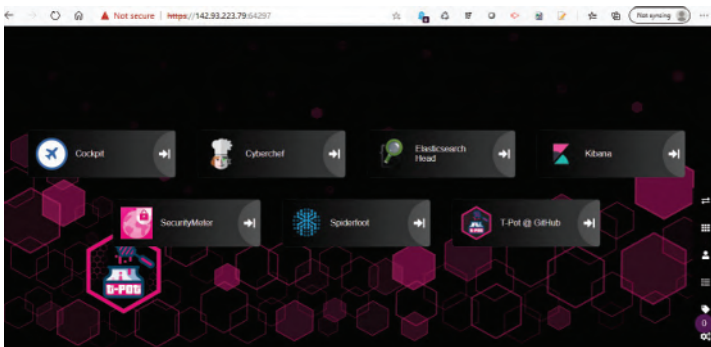 Not secure | https://142.93.223.79:64297
Not syncing
Cockpit
Cyberchef
Elasticsearch
Head
Kibana
SecurityMeter
Spiderfoot
T-Pot @ GitHub
T-POT
0